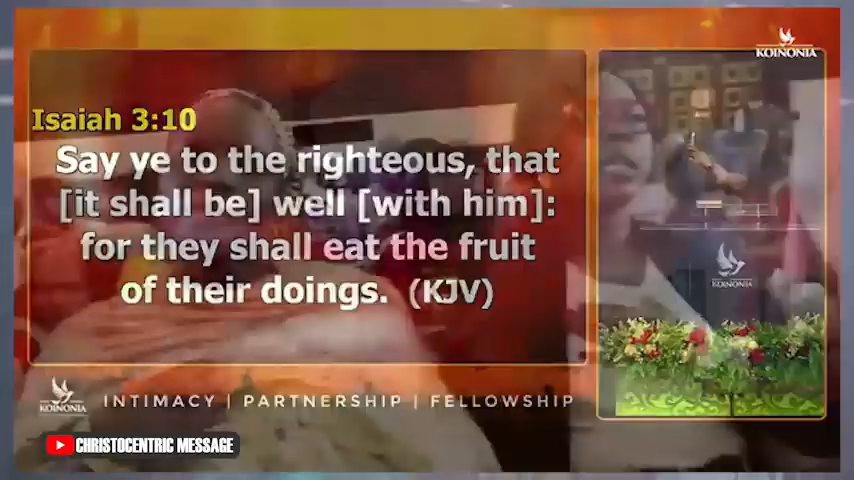 KOINONIA
Isaiah 3:10
Say ye to the righteous, that
[it shall be] well [with him]:
for they shall eat the fruit
of their doings. (KJV)
KOINONIA
KOINONIA
INTIMACY | PARTNERSHIP | FELLOWSHIP
CHRISTOCENTRIC MESSAGE